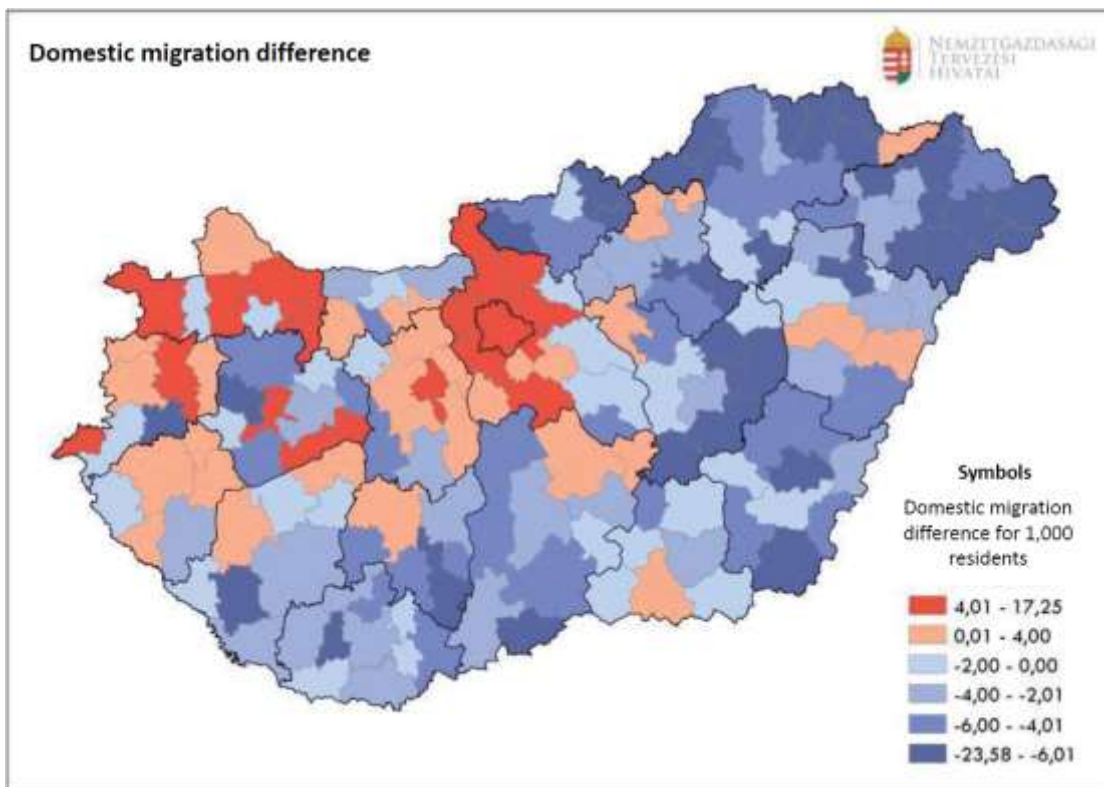 Domestic migration difference
NEMZETGAZDASÁGI
TERVEZÉSI
HIVATAL
Symbols
Domestic migration
difference for 1,000
residents
4,01 - 17,25
0,01 - 4,00
-2,00 - 0,00
-4,00 - -2,01
-6,00 - -4,01
-23,58 - -6,01